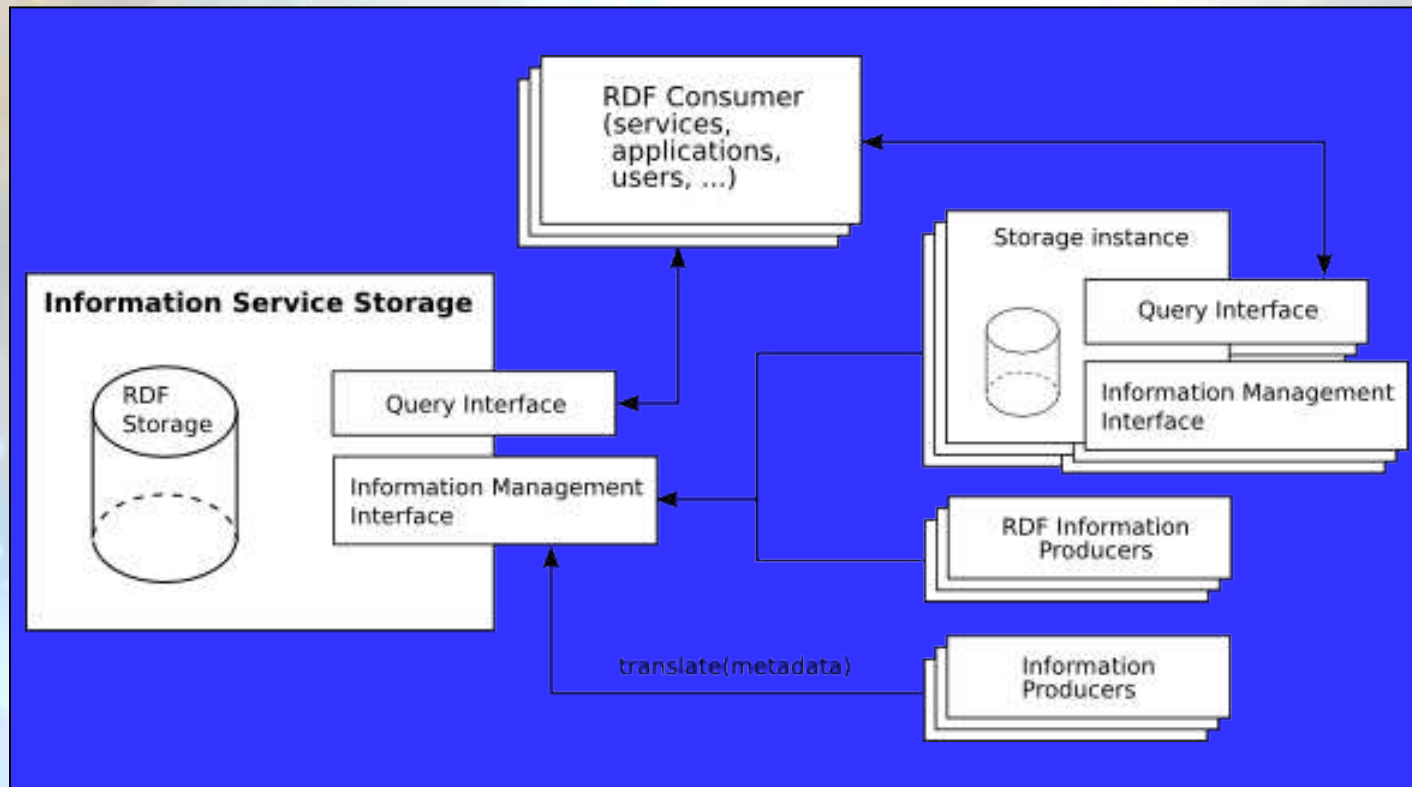 RDF Consumer
(services,
applications,
users, ...)
Storage instance
Query Interface
Information Management
Interface
Information Service Storage
RDF
Storage
Query Interface
Information Management
Interface
RDF Information
Producers
translate(metadata)
Information
Producers